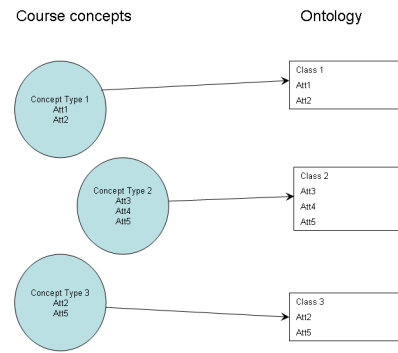 Course concepts
Ontology
Concept Type 1
Att1
Att2
Class 1
Att1
Att2
Concept Type 2
Att3
Att4
Att5
Class 2
Att3
Att4
Att5
Concept Type 3
Att2
Att5
Class 3
Att2
Att5